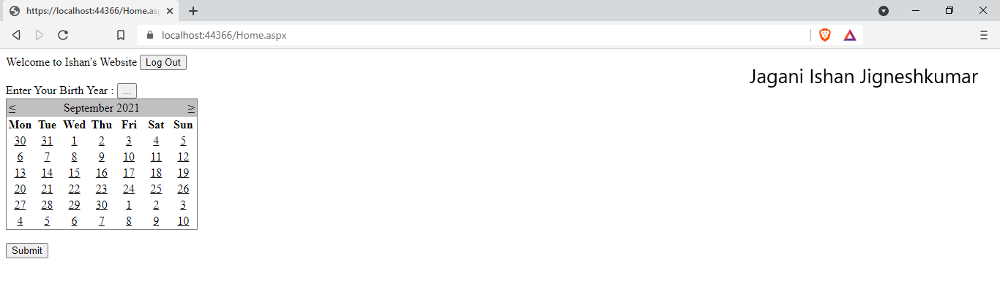 https://localhost:44366/Home.asp
localhost:44366/Home.aspx
Welcome to Ishan's Website Log Out
Jagani Ishan Jigneshkumar
Enter Your Birth Year : ...
< September 2021 >
Mon Tue Wed Thu Fri Sat Sun
30 31 1 2 3 4 5
6 7 8 9 10 11 12
13 14 15 16 17 18 19
20 21 22 23 24 25 26
27 28 29 30 1 2 3
4 5 6 7 8 9 10
Submit